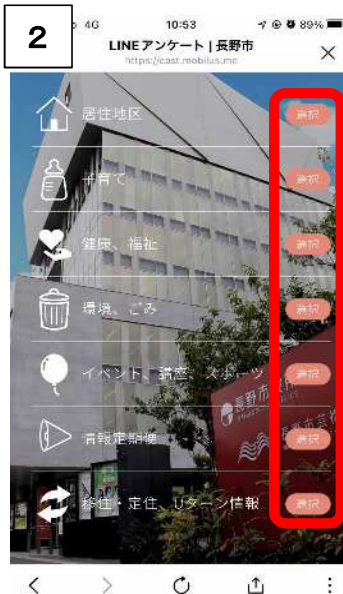 2
4G 10:53 89%
LINEアンケート | 長野市
https://cast.mobilus.me
居住地区 選択
子育て 選択
健康、福祉 選択
環境、ごみ 選択
イベント、講座、スポーツ 選択
長野市
情報定期便 選択
移住・定住、Uターン情報 選択